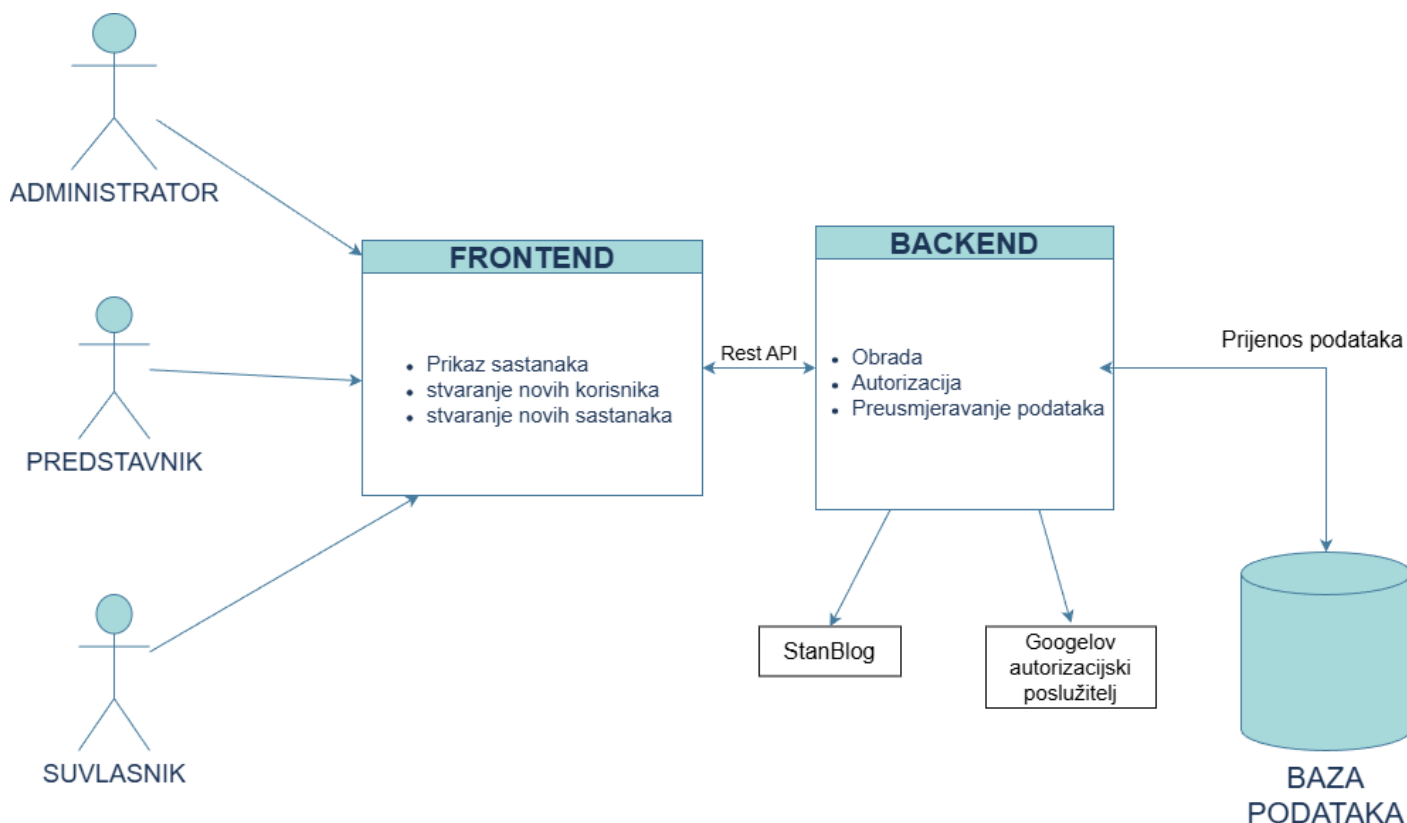 ADMINISTRATOR
PREDSTAVNIK
SUVLASNIK
FRONTEND
Prikaz sastanaka
stvaranje novih korisnika
stvaranje novih sastanaka
Rest API
BACKEND
Obrada
Autorizacija
Preusmjeravanje podataka
Prijenos podataka
StanBlog
Googelov
autorizacijski
poslužitelj
BAZA
PODATAKA